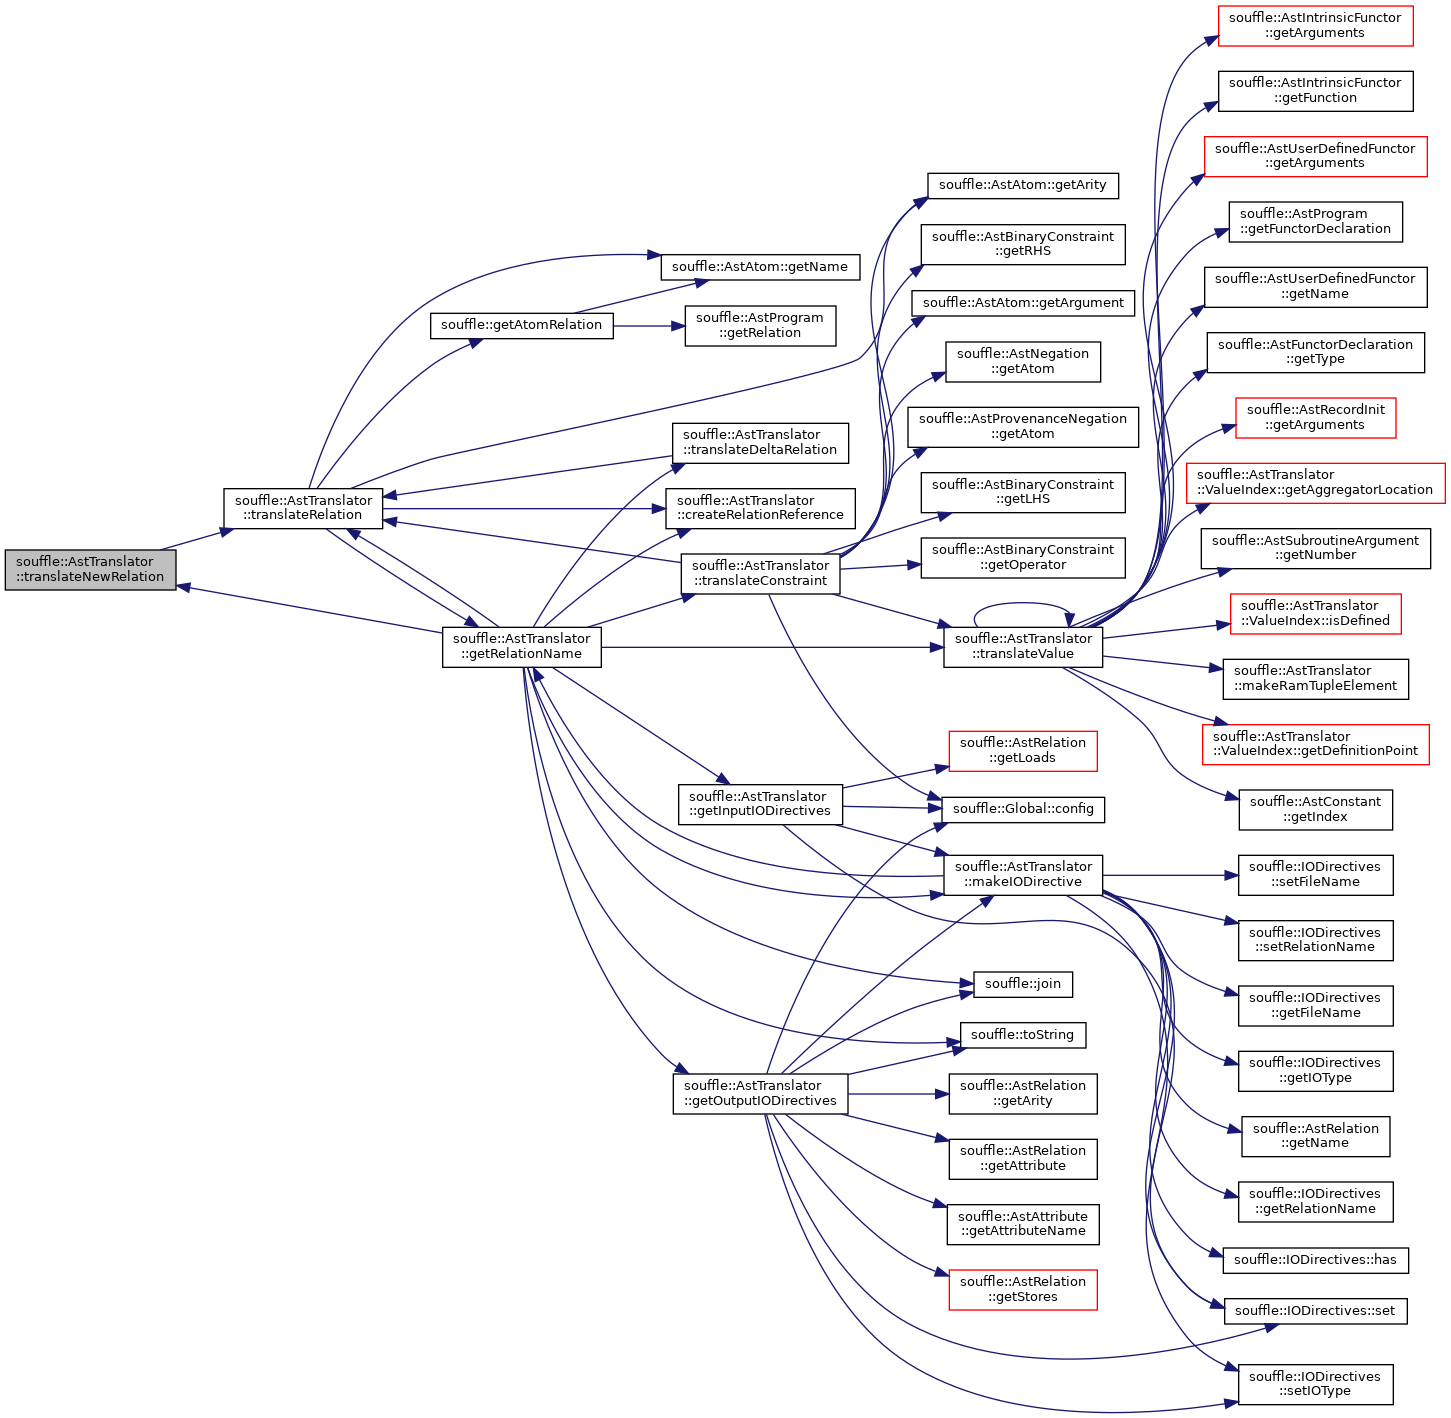 souffle::AstTranslator
::translateNewRelation
souffle::AstTranslator
::translateRelation
souffle::AstTranslator
::getRelationName
souffle::AstAtom::getName
souffle::getAtomRelation
souffle::AstProgram
::getRelation
souffle::AstTranslator
::translateDeltaRelation
souffle::AstTranslator
::createRelationReference
souffle::AstTranslator
::translateConstraint
souffle::AstTranslator
::getInputIODirectives
souffle::AstTranslator
::getOutputIODirectives
souffle::AstAtom::getArity
souffle::AstBinaryConstraint
::getRHS
souffle::AstAtom::getArgument
souffle::AstNegation
::getAtom
souffle::AstProvenanceNegation
::getAtom
souffle::AstBinaryConstraint
::getLHS
souffle::AstBinaryConstraint
::getOperator
souffle::AstTranslator
::translateValue
souffle::AstRelation
::getLoads
souffle::Global::config
souffle::AstTranslator
::makeIODirective
souffle::join
souffle::toString
souffle::AstRelation
::getArity
souffle::AstRelation
::getAttribute
souffle::AstAttribute
::getAttributeName
souffle::AstRelation
::getStores
souffle::AstIntrinsicFunctor
::getArguments
souffle::AstIntrinsicFunctor
::getFunction
souffle::AstUserDefinedFunctor
::getArguments
souffle::AstProgram
::getFunctorDeclaration
souffle::AstUserDefinedFunctor
::getName
souffle::AstFunctorDeclaration
::getType
souffle::AstRecordInit
::getArguments
souffle::AstTranslator
::ValueIndex::getAggregatorLocation
souffle::AstSubroutineArgument
::getNumber
souffle::AstTranslator
::ValueIndex::isDefined
souffle::AstTranslator
::makeRamTupleElement
souffle::AstTranslator
::ValueIndex::getDefinitionPoint
souffle::AstConstant
::getIndex
souffle::IODirectives
::setFileName
souffle::IODirectives
::setRelationName
souffle::IODirectives
::getFileName
souffle::IODirectives
::getIOType
souffle::AstRelation
::getName
souffle::IODirectives
::getRelationName
souffle::IODirectives::has
souffle::IODirectives::set
souffle::IODirectives
::setIOType